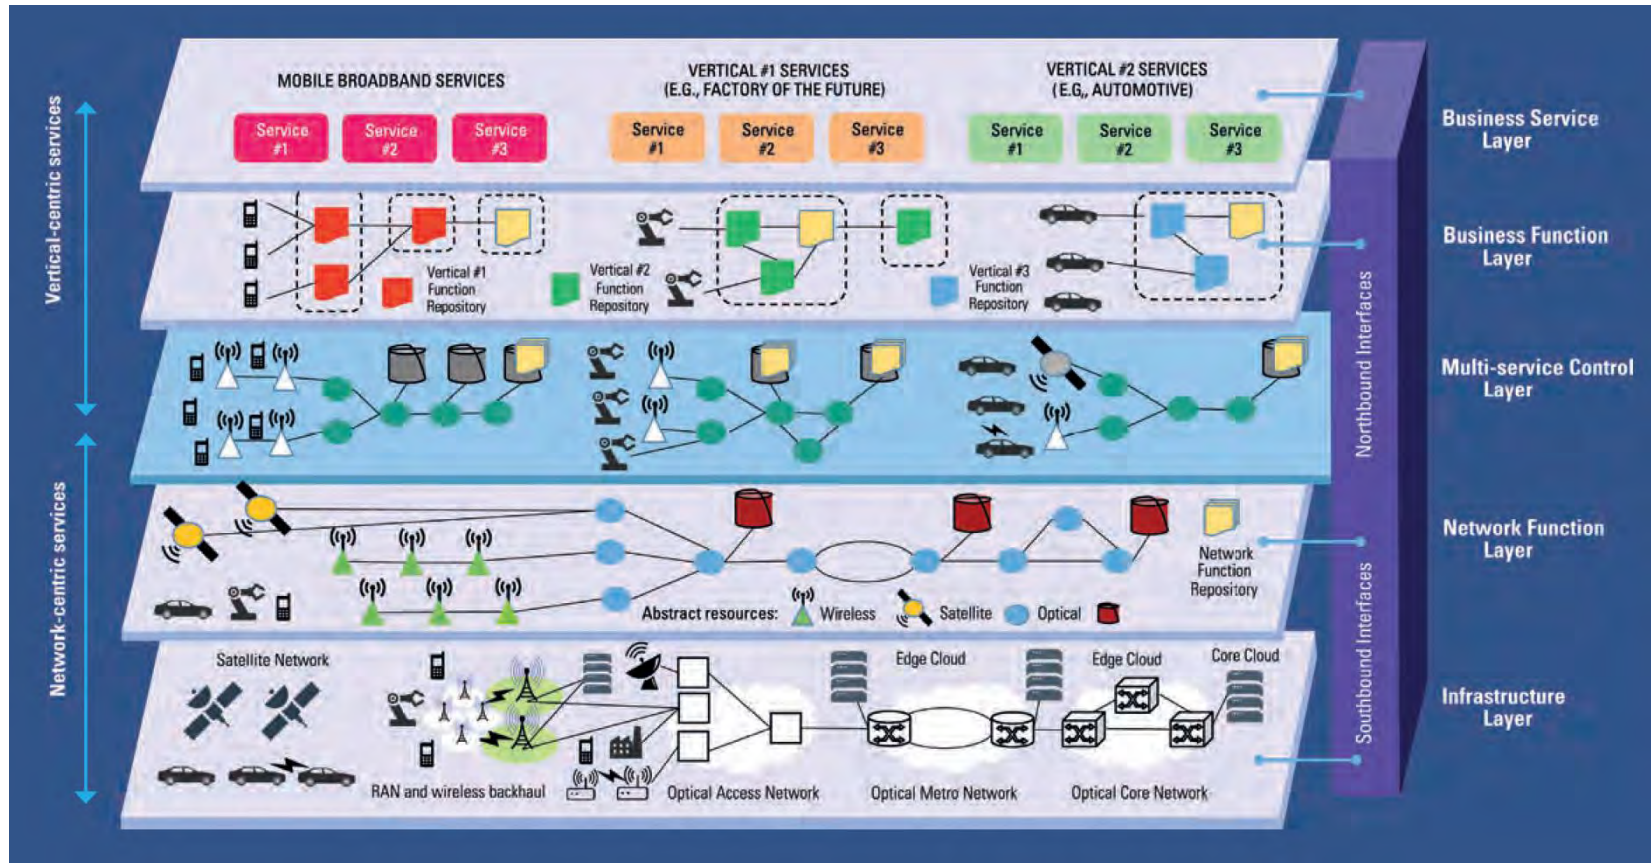 MOBILE BROADBAND SERVICES
VERTICAL #1 SERVICES
(E.G., FACTORY OF THE FUTURE)
VERTICAL #2 SERVICES
(E.G., AUTOMOTIVE)
Service
#1
Service
#2
Service
#3
Service
#1
Service
#2
Service
#3
Service
#1
Service
#2
Service
#3
Business Service
Layer
Vertical-centric services
Vertical #1
Function
Repository
Vertical #2
Function
Repository
Vertical #3
Function
Repository
Business Function
Layer
Northbound Interfaces
Multi-service Control
Layer
Network-centric services
Network
Function
Repository
Abstract resources:
Wireless
Satellite
Optical
Network Function
Layer
Southbound Interfaces
Satellite Network
Edge Cloud
Edge Cloud
Core Cloud
RAN and wireless backhaul
Optical Access Network
Optical Metro Network
Optical Core Network
Infrastructure
Layer